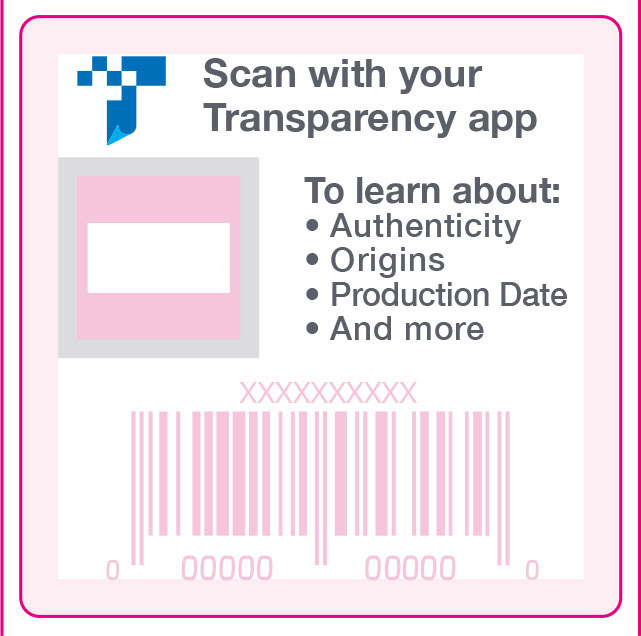 Scan with your
Transparency app
To learn about:
• Authenticity
• Origins
• Production Date
• And more
XXXXXXXXXX
0 00000 00000 0